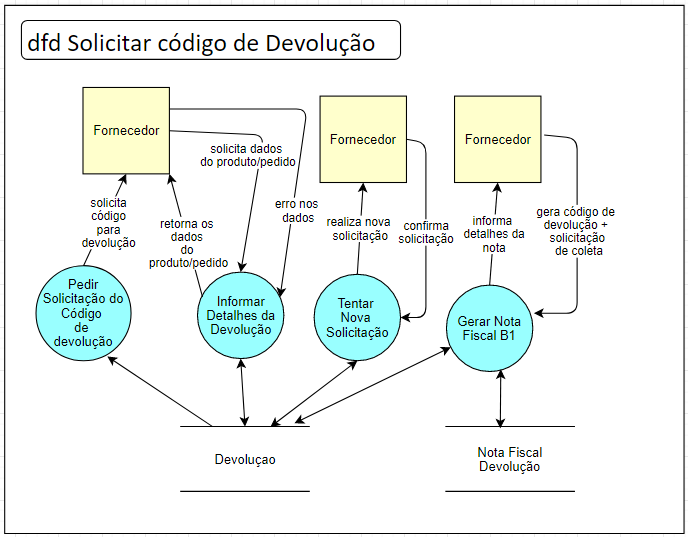 dfd Solicitar código de Devolução
Fornecedor
Fornecedor
Fornecedor
solicita dados
do produto/pedido
solicita
código
para
devolução
retorna os
dados
do
produto/pedido
erro nos
dados
realiza nova
solicitação
confirma
solicitação
informa
detalhes da
nota
gera código de
devolução +
solicitação
de coleta
Pedir
Solicitação do
Código
de
devolução
Informar
Detalhes da
Devolução
Tentar
Nova
Solicitação
Gerar Nota
Fiscal B1
Devoluçao
Nota Fiscal
Devolução